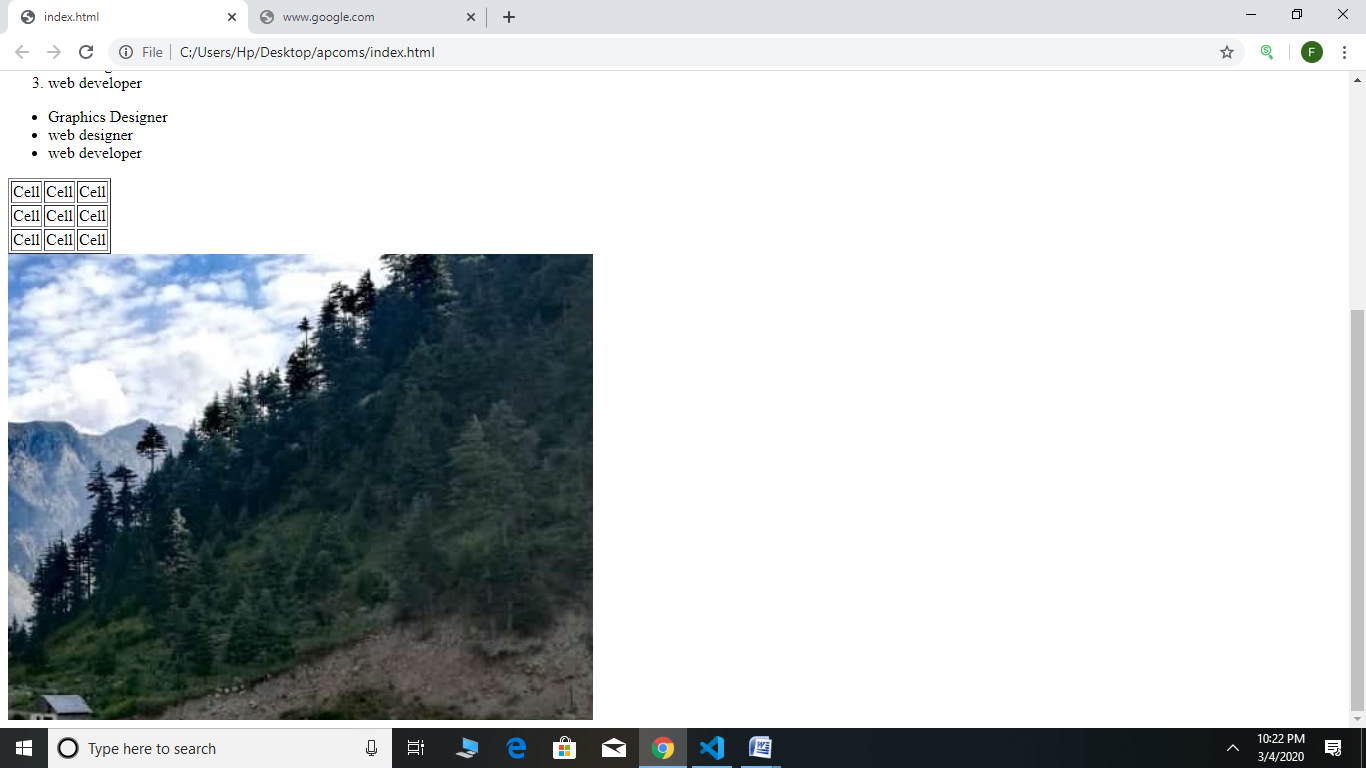 index.html
www.google.com
File
C:/Users/Hp/Desktop/apcoms/index.html
F
3. web developer
Graphics Designer
web designer
web developer
Cell Cell Cell
Cell Cell Cell
Cell Cell Cell
Type here to search
10:22 PM
3/4/2020